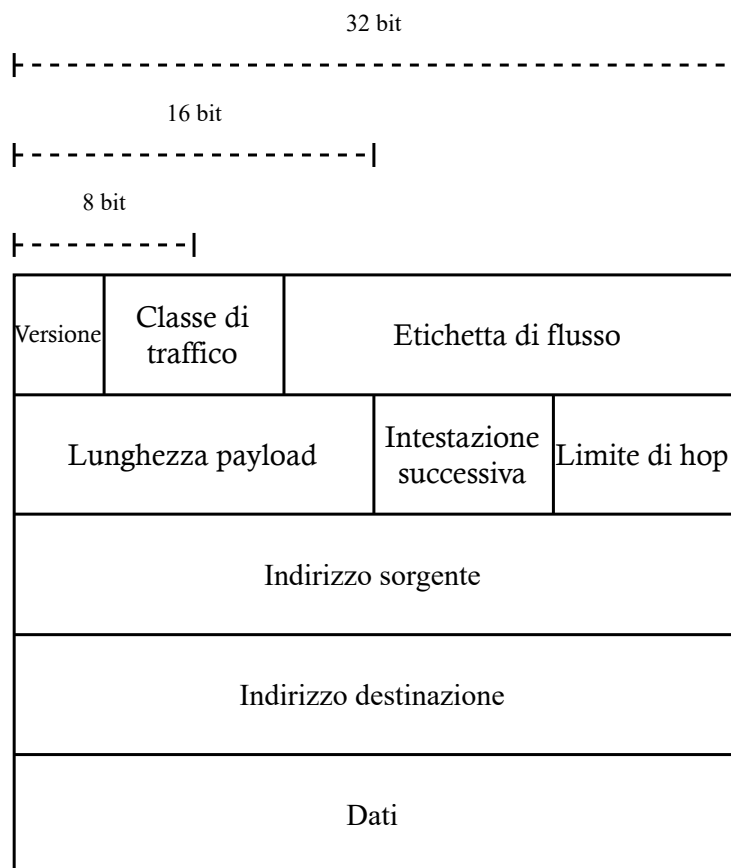 32 bit
16 bit
8 bit
Versione
Classe di
traffico
Etichetta di flusso
Lunghezza payload
Intestazione
successiva
Limite di hop
Indirizzo sorgente
Indirizzo destinazione
Dati